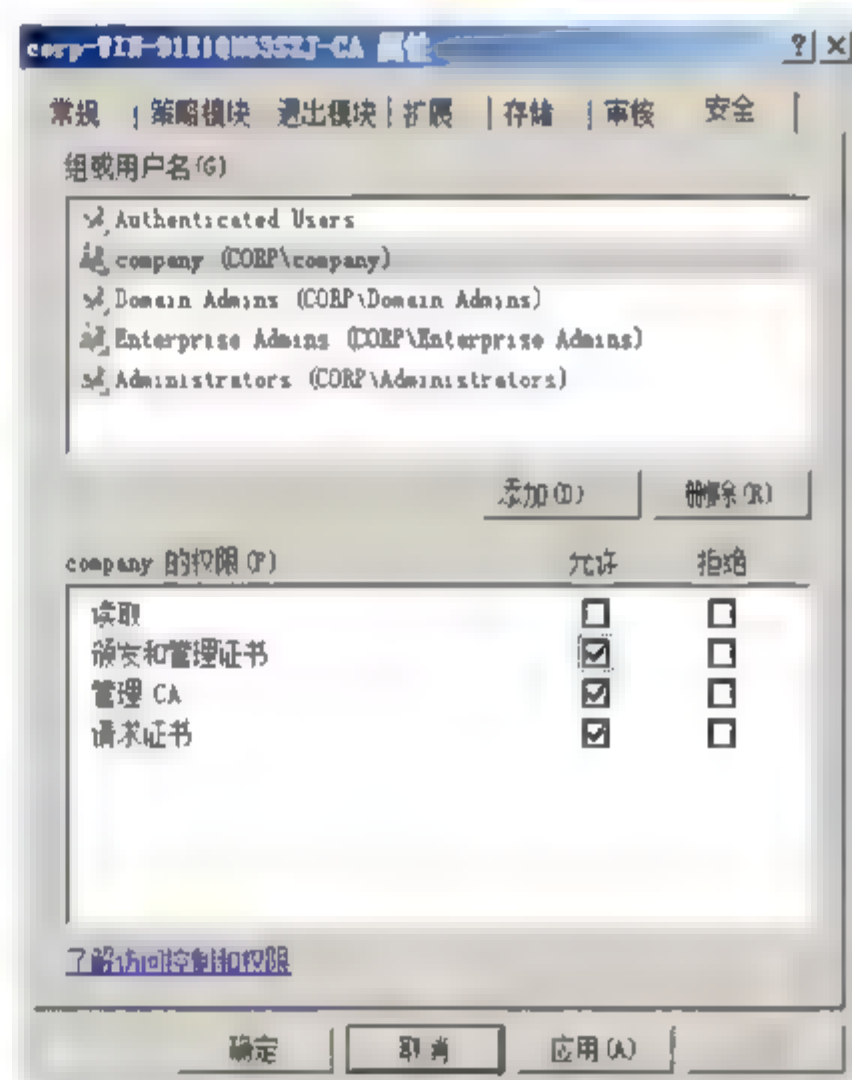 属性
常规 策略模块 退出模块 扩展 存储 审核 安全
组或用户名(G)
Authenticated Users
company (CORP\company)
Domain Admins (CORP\Domain Admins)
Enterprise Admins (CORP\Enterprise Admins)
Administrators (CORP\Administrators)
添加(D) 删除(R)
company 的权限(P) 允许 拒绝
读取
颁发和管理证书
管理 CA
请求证书
了解访问控制和权限
确定 取消 应用(A)